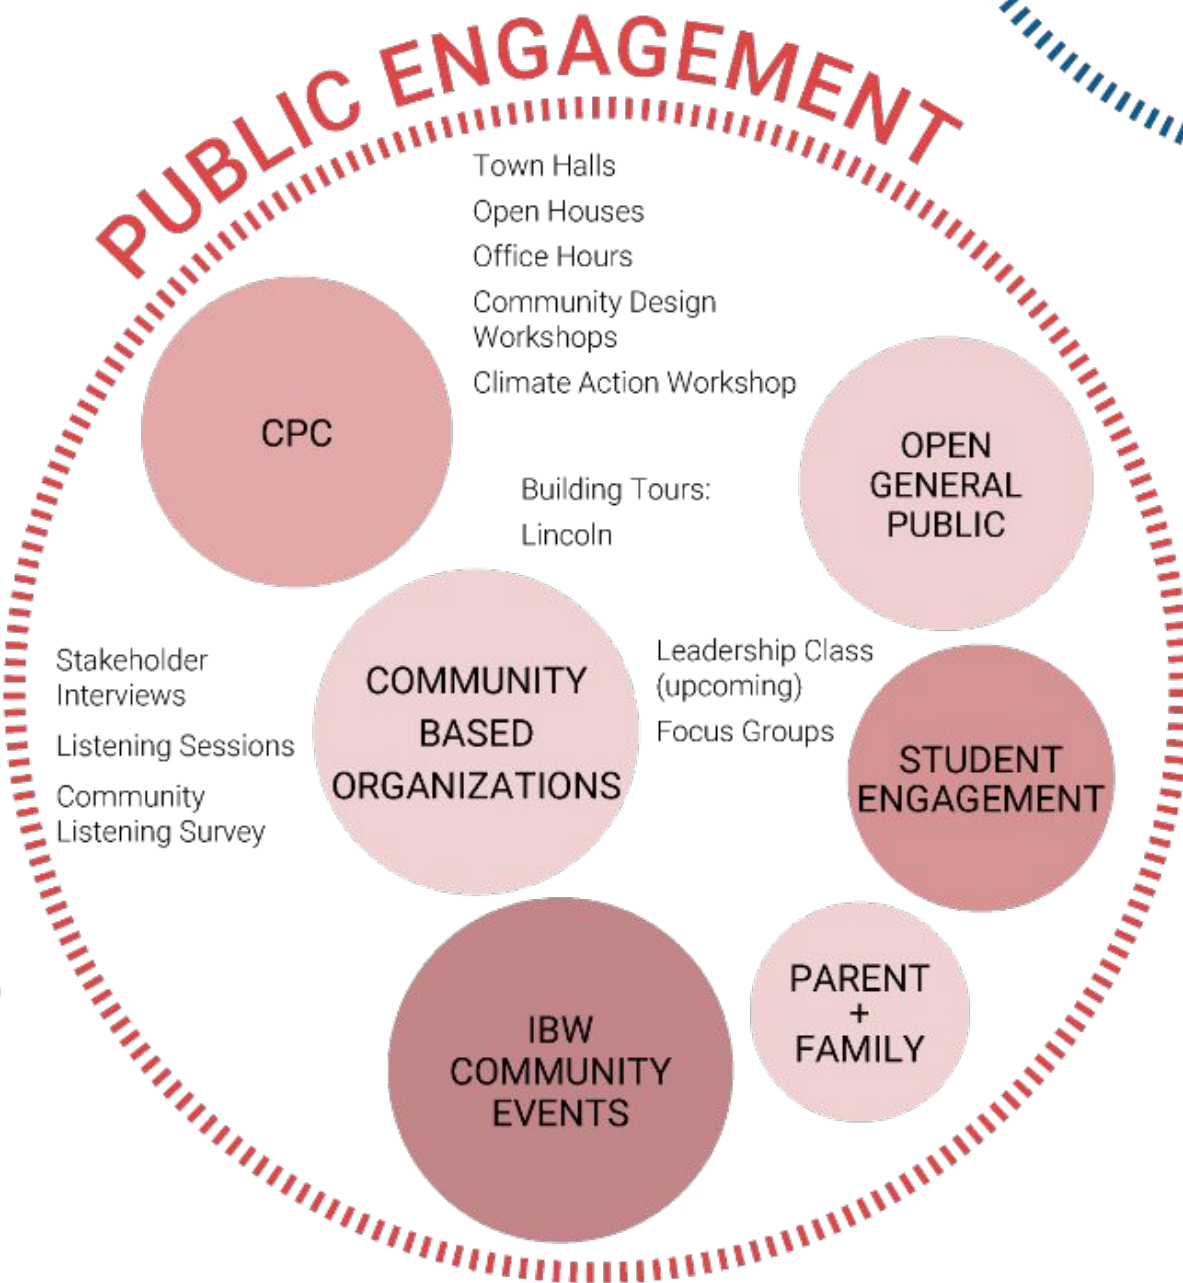 PUBLIC ENGAGEMENT
Town Halls
Open Houses
Office Hours
Community Design
Workshops
Climate Action Workshop
CPC
OPEN
GENERAL
PUBLIC
Building Tours:
Lincoln
Stakeholder
Interviews
Listening Sessions
Community
Listening Survey
COMMUNITY
BASED
ORGANIZATIONS
Leadership Class
(upcoming)
Focus Groups
STUDENT
ENGAGEMENT
PARENT
+
FAMILY
IBW
COMMUNITY
EVENTS